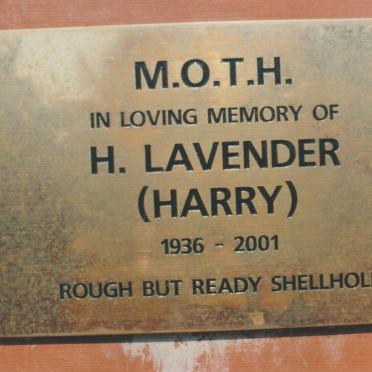 M.O.T.H.
IN LOVING MEMORY OF
H. LAVENDER
(HARRY)
1936 - 2001
ROUGH BUT READY SHELLHOL